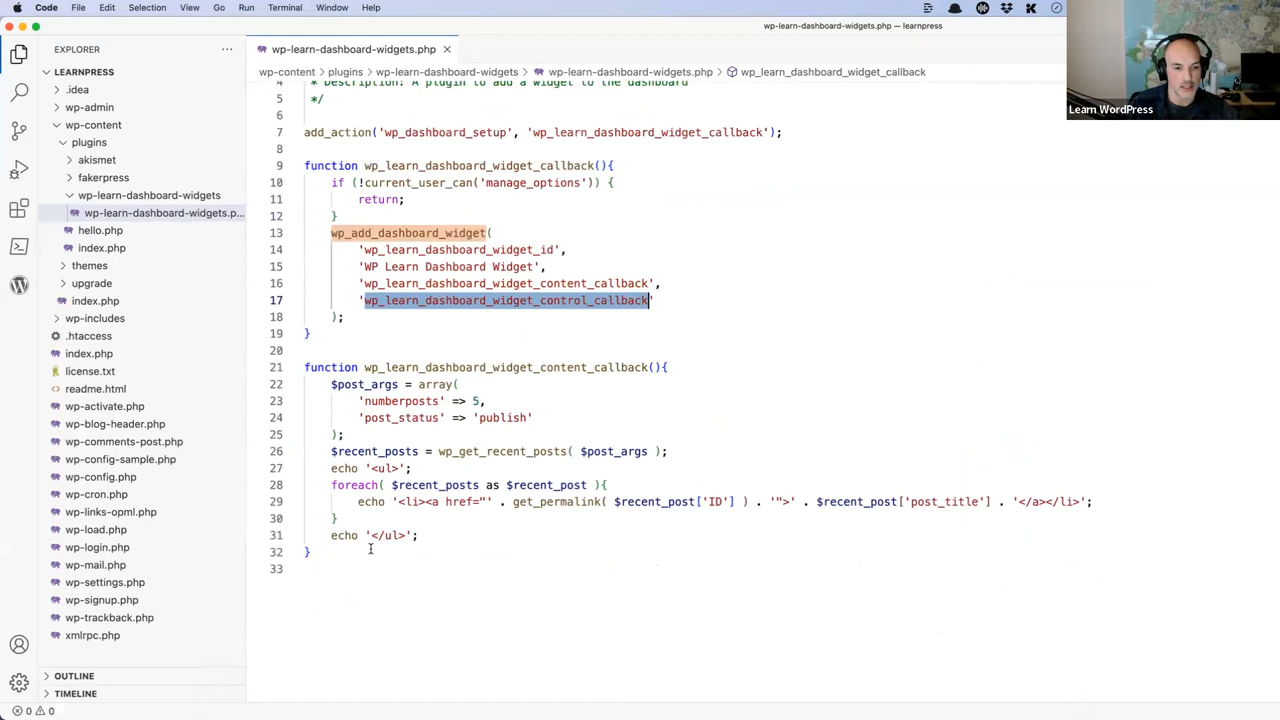 Code File Edit Selection View Go Run Terminal Window Help
wp-learn-dashboard-widgets.php — learnpress
EXPLORER
LEARNPRESS
.idea
wp-admin
wp-content
plugins
akismet
fakerpress
wp-learn-dashboard-widgets
wp-learn-dashboard-widgets.p...
hello.php
index.php
themes
upgrade
index.php
wp-includes
.htaccess
index.php
license.txt
readme.html
wp-activate.php
wp-blog-header.php
wp-comments-post.php
wp-config-sample.php
wp-config.php
wp-cron.php
wp-links-opml.php
wp-load.php
wp-login.php
wp-mail.php
wp-settings.php
wp-signup.php
wp-trackback.php
xmlrpc.php
OUTLINE
TIMELINE
0 0
wp-learn-dashboard-widgets.php
wp-content > plugins > wp-learn-dashboard-widgets > wp-learn-dashboard-widgets.php > wp_learn_dashboard_widget_callback
4 * Description: A plugin to add a widget to the dashboard
5 */
6
7 add_action('wp_dashboard_setup', 'wp_learn_dashboard_widget_callback');
8
9 function wp_learn_dashboard_widget_callback(){
10 if (!current_user_can('manage_options')) {
11 return;
12 }
13 wp_add_dashboard_widget(
14 'wp_learn_dashboard_widget_id',
15 'WP Learn Dashboard Widget',
16 'wp_learn_dashboard_widget_content_callback',
17 'wp_learn_dashboard_widget_control_callback'
18 );
19 }
20
21 function wp_learn_dashboard_widget_content_callback(){
22 $post_args = array(
23 'numberposts' => 5,
24 'post_status' => 'publish'
25 );
26 $recent_posts = wp_get_recent_posts( $post_args );
27 echo '<ul>';
28 foreach( $recent_posts as $recent_post ){
29 echo '<li><a href="' . get_permalink( $recent_post['ID'] ) . '">' . $recent_post['post_title'] . '</a></li>';
30 }
31 echo '</ul>';
32 }
33
Learn WordPress